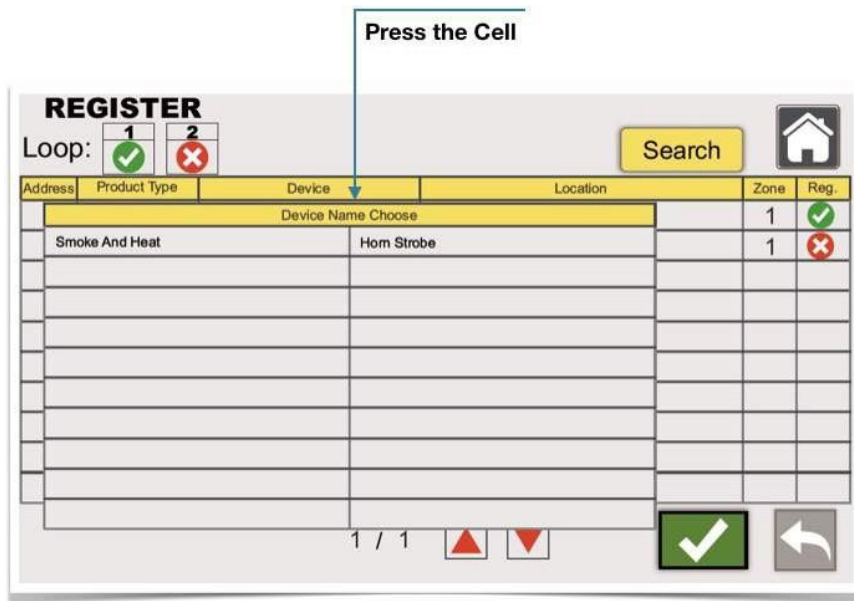 Press the Cell
REGISTER
1 2
Loop:
Search
Address Product Type Device Location Zone Reg.
Device Name Choose
1
Smoke And Heat Horn Strobe
1
1 / 1